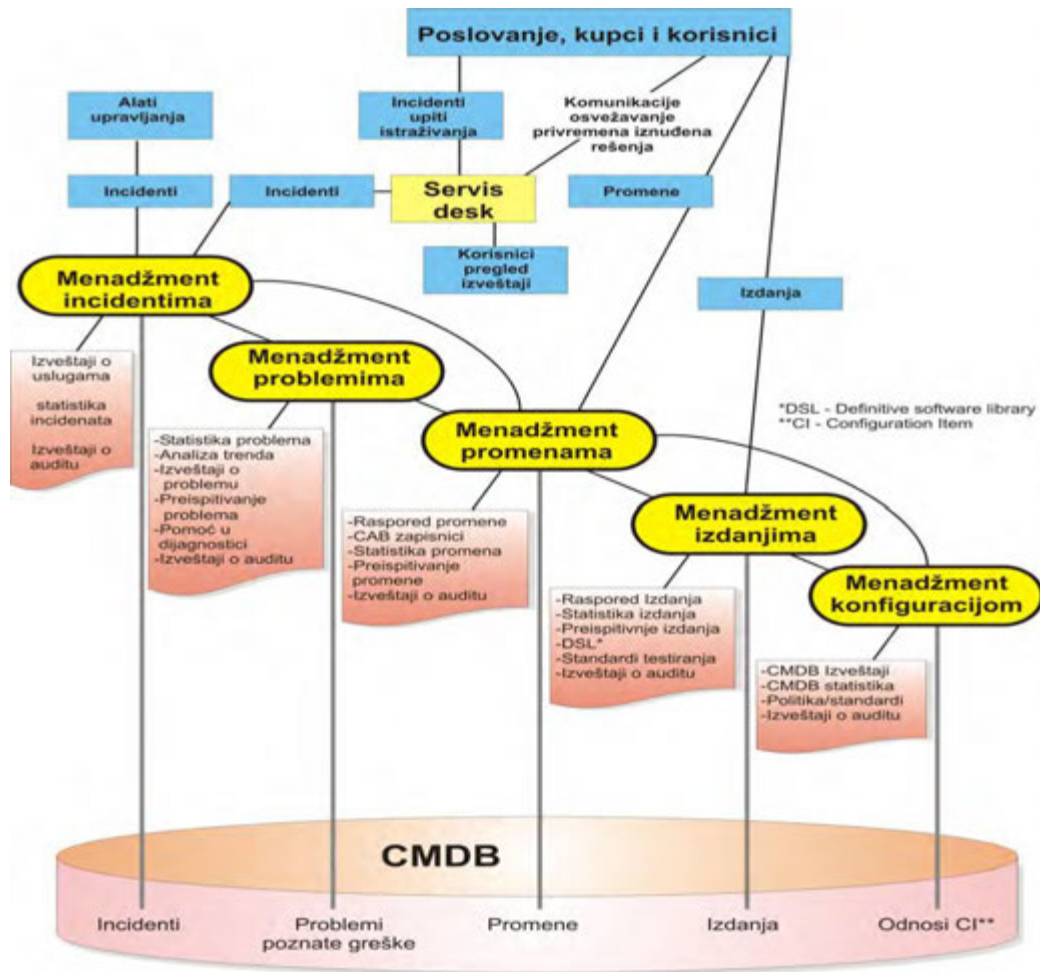 Poslovanje, kupci i korisnici
Alati
upravljanja
Incidenti
upiti
istraživanja
Komunikacije
osvežavanje
privremena iznuđena
rešenja
Incidenti
Incidenti
Servis
desk
Promene
Korisnici
pregled
izveštaji
Izdanja
Menadžment
incidentima
Izveštaji o
uslugama
statistika
incidenata
Izveštaji o
auditu
Menadžment
problemima
-Statistika problema
-Analiza trenda
-Izveštaji o
problemu
-Preispitivanje
problema
-Pomoć u
dijagnostici
-Izveštaji o auditu
*DSL - Definitive software library
**CI - Configuration Item
Menadžment
promenama
-Raspored promene
-CAB zapisnici
-Statistika promena
-Preispitivanje
promene
-Izveštaji o auditu
Menadžment
izdanjima
-Raspored Izdanja
-Statistika izdanja
-Preispitivnje izdanja
-DSL*
-Standardi testiranja
-Izveštaji o auditu
Menadžment
konfiguracijom
-CMDB Izveštaji
-CMDB statistika
-Politika/standardi
-Izveštaji o auditu
CMDB
Incidenti
Problemi
poznate greške
Promene
Izdanja
Odnosi CI**